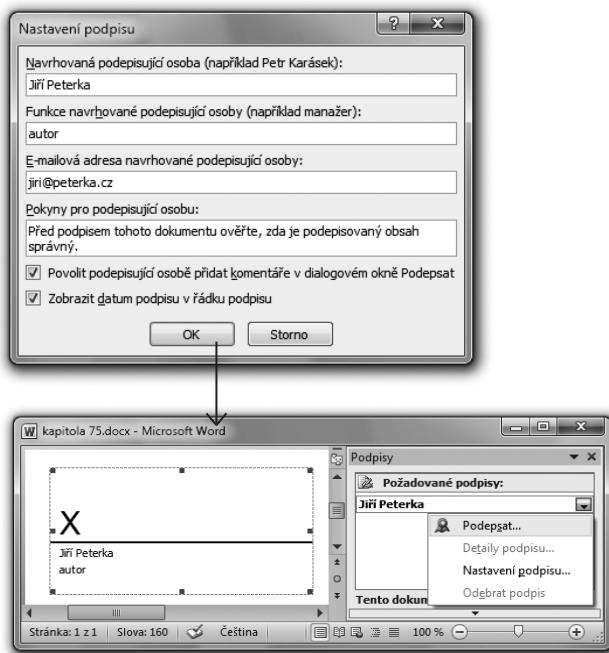 Nastavení podpisu
Navrhovaná podepisující osoba (například Petr Karásek):
Jiří Peterka
Funkce navrhované podepisující osoby (například manažer):
autor
E-mailová adresa navrhované podepisující osoby:
jiri@peterka.cz
Pokyny pro podepisující osobu:
Před podpisem tohoto dokumentu ověřte, zda je podepisovaný obsah
správný.
Povolit podepisující osobě přidat komentáře v dialogovém okně Podepsat
Zobrazit datum podpisu v řádku podpisu
OK Storno
kapitola 75.docx - Microsoft Word
X
Jiří Peterka
autor
Podpisy
Požadované podpisy:
Jiří Peterka
Podepsat...
Detaily podpisu...
Nastavení podpisu...
Odebrat podpis
Tento dokun
Stránka: 1 z 1 Slova: 160 Čeština 100 %